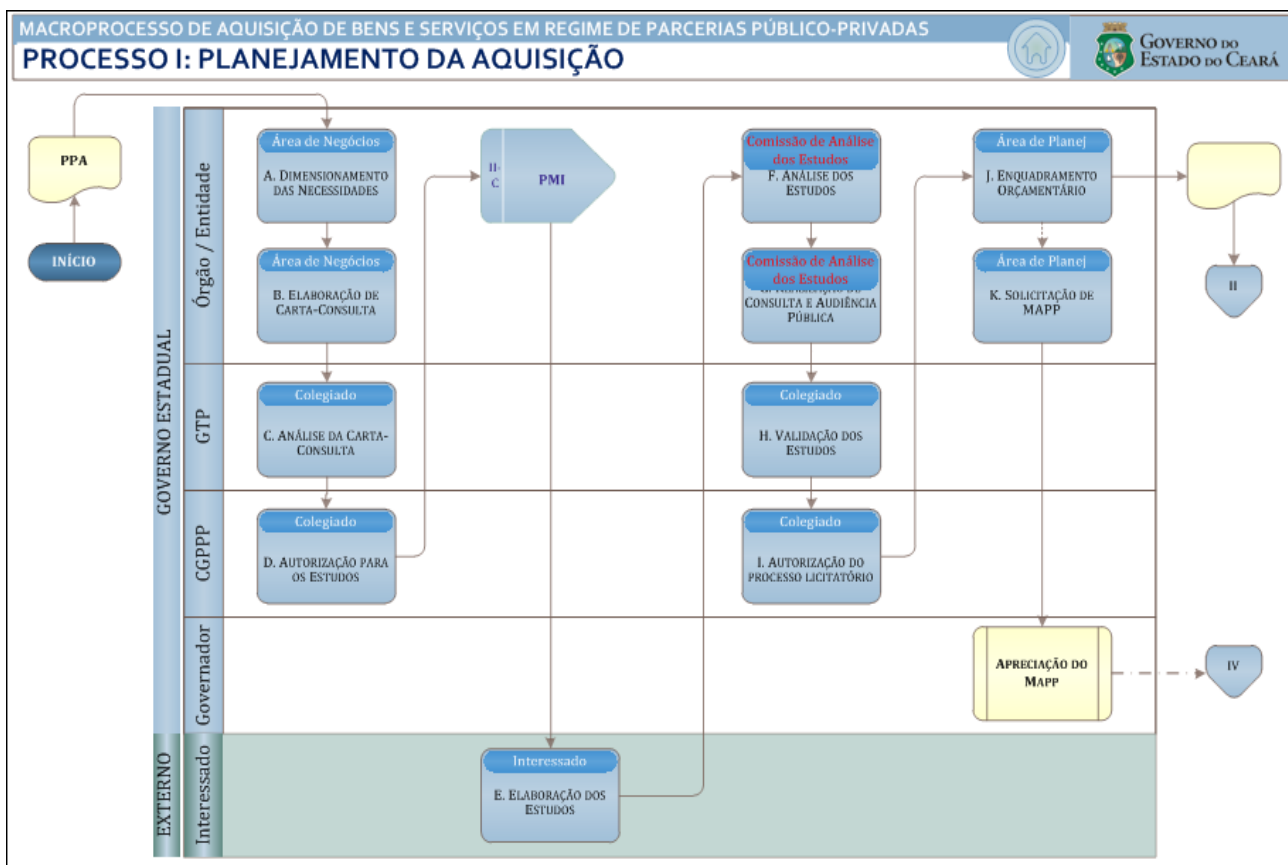 MACROPROCESSO DE AQUISIÇÃO DE BENS E SERVIÇOS EM REGIME DE PARCERIAS PÚBLICO-PRIVADAS
PROCESSO I: PLANEJAMENTO DA AQUISIÇÃO
GOVERNO DO
ESTADO DO CEARÁ
PPA
INÍCIO
GOVERNO ESTADUAL
EXTERNO
Órgão / Entidade
GTP
CGPPP
Governador
Interessado
Área de Negócios
A. DIMENSIONAMENTO
DAS NECESSIDADES
Área de Negócios
B. ELABORAÇÃO DE
CARTA-CONSULTA
Colegiado
C. ANÁLISE DA CARTA-
CONSULTA
Colegiado
D. AUTORIZAÇÃO PARA
OS ESTUDOS
II-
C
PMI
Interessado
E. ELABORAÇÃO DOS
ESTUDOS
Comissão de Análise
dos Estudos
F. ANÁLISE DOS
ESTUDOS
Comissão de Análise
dos Estudos
CONSULTA E AUDIÊNCIA
PÚBLICA
Colegiado
H. VALIDAÇÃO DOS
ESTUDOS
Colegiado
I. AUTORIZAÇÃO DO
PROCESSO LICITATÓRIO
Área de Planej
J. ENQUADRAMENTO
ORÇAMENTÁRIO
Área de Planej
K. SOLICITAÇÃO DE
MAPP
APRECIAÇÃO DO
MAPP
II
IV